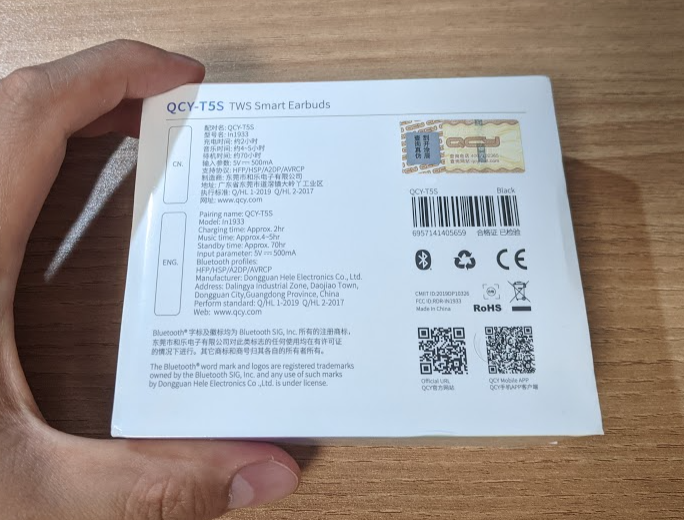 QCY-T5S TWS Smart Earbuds
CN.
配对名: QCY-T5S
型号名: In1933
充电时间: 约2小时
音乐时间: 约4~5小时
待机时间: 约70小时
输入参数: 5V⎓500mA
支持协议: HFP/HSP/A2DP/AVRCP
制造商: 东莞市和乐电子有限公司
地址: 广东省东莞市道滘镇大岭丫工业区
执行标准: Q/HL 1-2019 Q/HL 2-2017
网址: www.qcy.com
ENG.
Pairing name: QCY-T5S
Model: In1933
Charging time: Approx. 2hr
Music time: Approx.4~5hr
Standby time: Approx. 70hr
Input parameter: 5V⎓500mA
Bluetooth profiles:
HFP/HSP/A2DP/AVRCP
Manufacturer: Dongguan Hele Electronics Co., Ltd.
Address: Dalingya Industrial Zone, Daojiao Town,
Dongguan City,Guangdong Province, China
Perform standard: Q/HL 1-2019 Q/HL 2-2017
Web: www.qcy.com
Bluetooth® 字标及徽标均为 Bluetooth SIG, Inc. 所有的注册商标,
东莞市和乐电子有限公司对此类标志的任何使用均在有许可证
的情况下进行。其它商标和商号归其各自的所有者所有。
The Bluetooth® word mark and logos are registered trademarks
owned by the Bluetooth SIG, Inc. and any use of such marks
by Dongguan Hele Electronics Co .,Ltd. is under license.
刮开涂层
查询真伪
QCY
QCY-T5S Black
6957141405659 合格证 已检验
CE
CMIIT ID:2019DP10326
FCC ID:RDR-IN1933
Made In China
RoHS
Official URL
QCY官方网站
QCY Mobile APP
QCY手机APP客户端